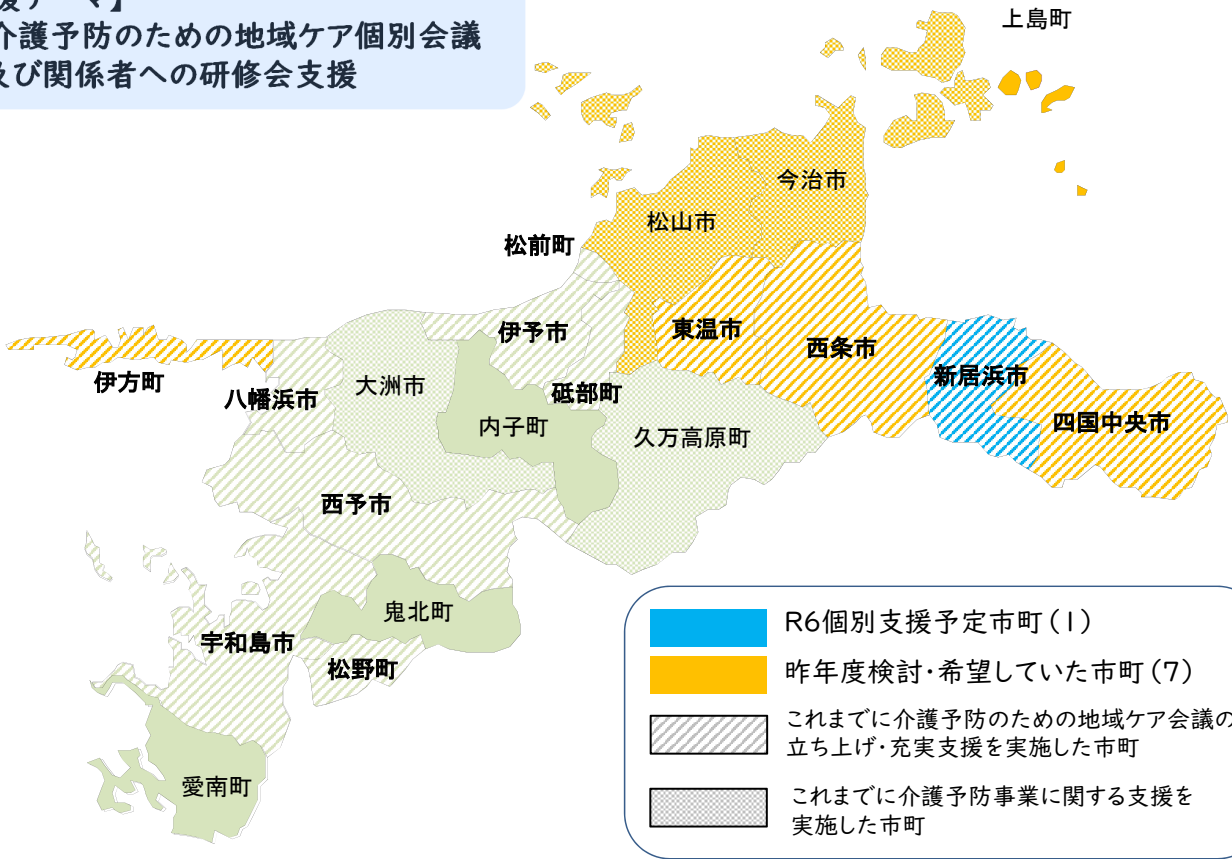 介護予防のための地域ケア個別会議
及び関係者への研修会支援
上島町
今治市
松山市
松前町
伊予市
東温市
西条市
新居浜市
四国中央市
伊方町
八幡浜市
大洲市
砥部町
内子町
久万高原町
西予市
鬼北町
宇和島市
松野町
愛南町
R6個別支援予定市町(1)
昨年度検討・希望していた市町(7)
これまでに介護予防のための地域ケア会議の
立ち上げ・充実支援を実施した市町
これまでに介護予防事業に関する支援を
実施した市町